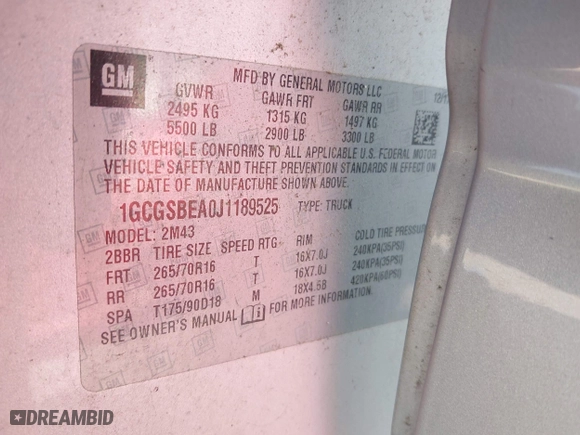 GM
MFD BY GENERAL MOTORS LLC
GVWR GAWR FRT GAWR RR
2495 KG 1315 KG 1497 KG
5500 LB 2900 LB 3300 LB
THIS VEHICLE CONFORMS TO ALL APPLICABLE U.S. FEDERAL MOTOR
VEHICLE SAFETY AND THEFT PREVENTION STANDARDS IN EFFECT ON
THE DATE OF MANUFACTURE SHOWN ABOVE.
1GCGSBEA0J1189525 TYPE: TRUCK
MODEL: 2M43
2BBR TIRE SIZE SPEED RTG RIM COLD TIRE PRESSURE
FRT 265/70R16 T 16X7.0J 240KPA(35PSI)
RR 265/70R16 T 16X7.0J 240KPA(35PSI)
SPA T175/90D18 M 18X4.5B 420KPA(60PSI)
SEE OWNER'S MANUAL FOR MORE INFORMATION.
DREAMBID